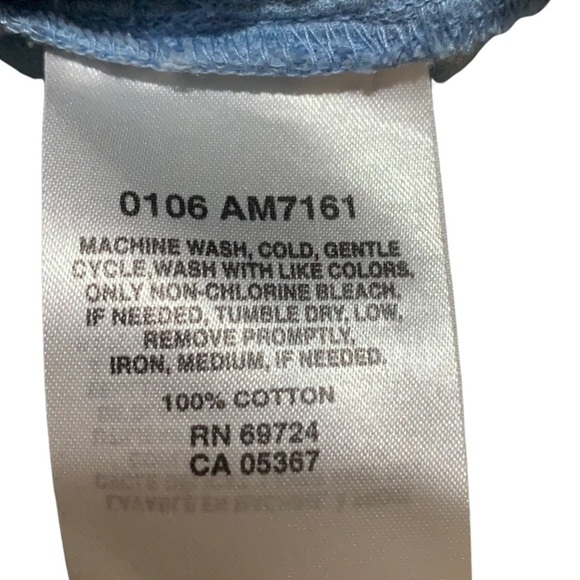 0106 AM7161
MACHINE WASH, COLD, GENTLE
CYCLE, WASH WITH LIKE COLORS.
ONLY NON-CHLORINE BLEACH,
IF NEEDED, TUMBLE DRY, LOW,
REMOVE PROMPTLY,
IRON, MEDIUM, IF NEEDED.
100% COTTON
RN 69724
CA 05367